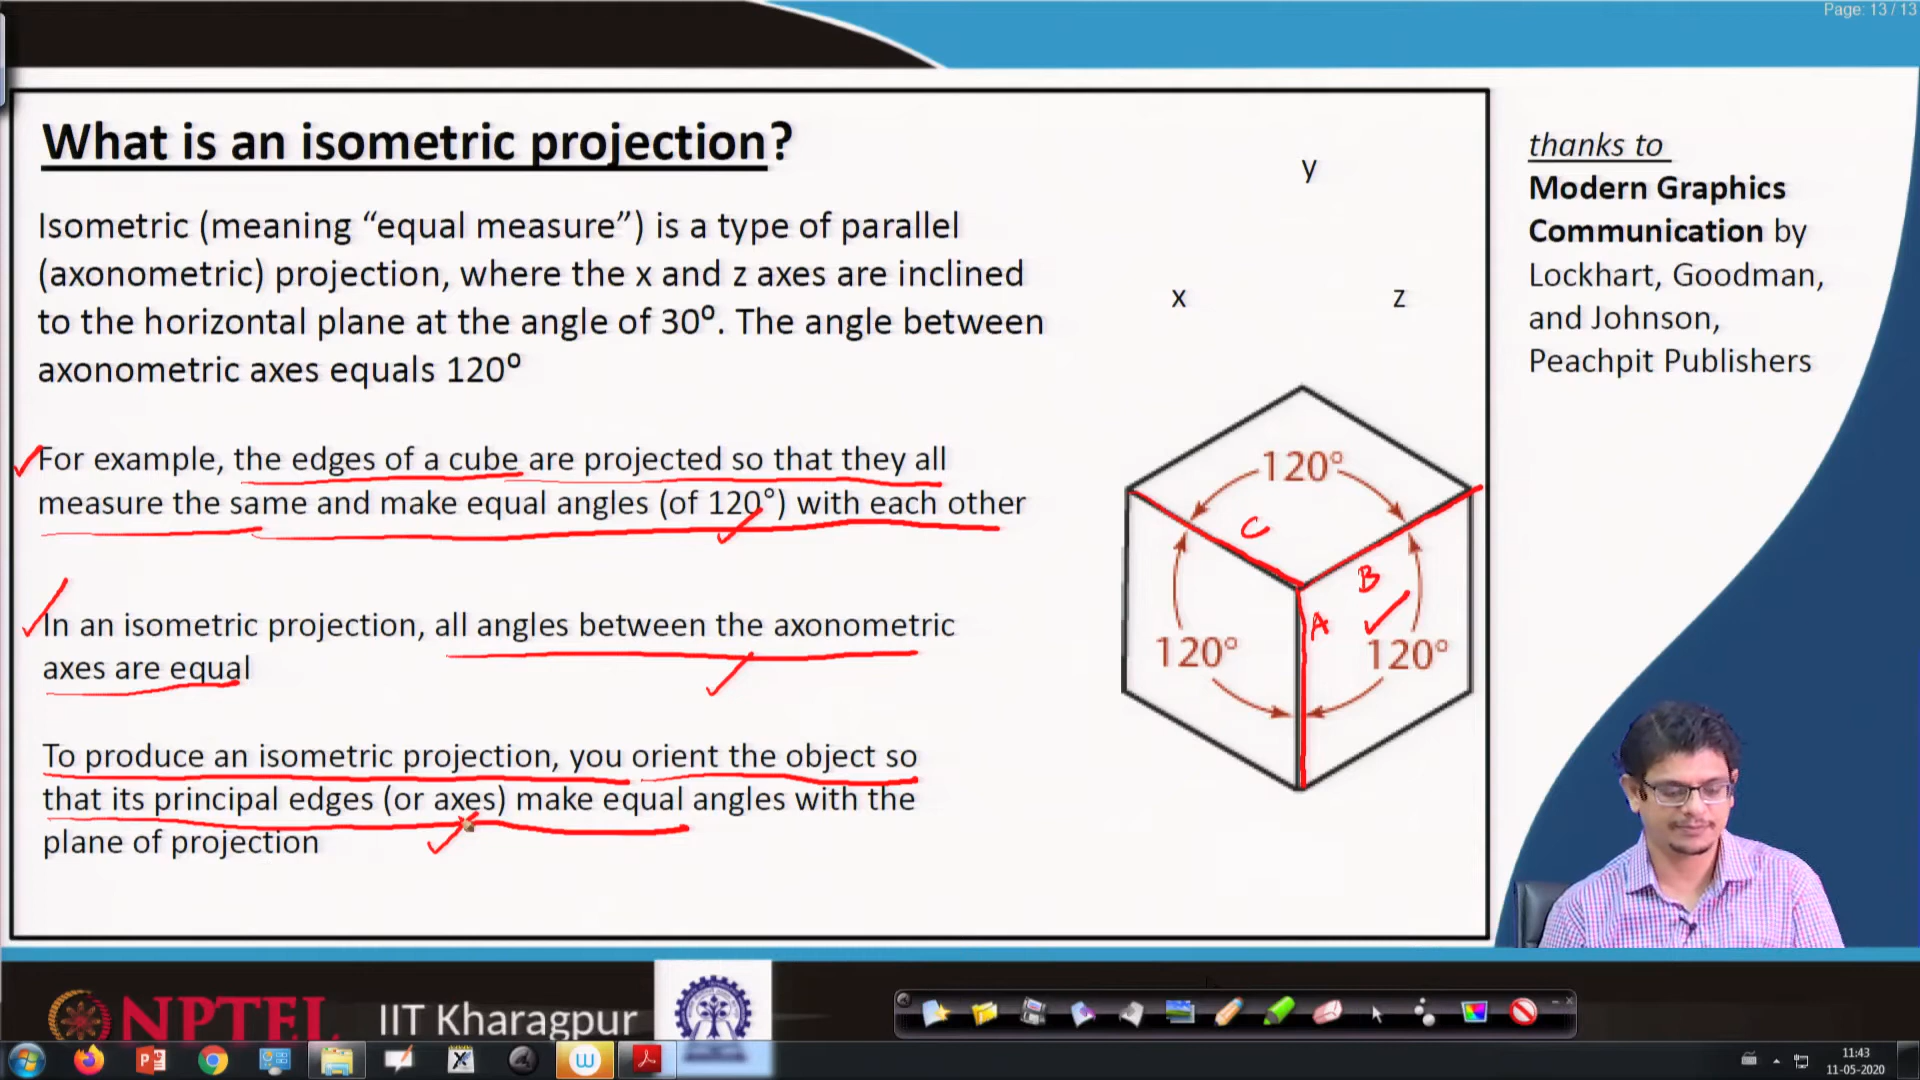 Page: 13 / 13
What is an isometric projection?
Isometric (meaning “equal measure”) is a type of parallel
(axonometric) projection, where the x and z axes are inclined
to the horizontal plane at the angle of 30⁰. The angle between
axonometric axes equals 120⁰
For example, the edges of a cube are projected so that they all
measure the same and make equal angles (of 120°) with each other
In an isometric projection, all angles between the axonometric
axes are equal
To produce an isometric projection, you orient the object so
that its principal edges (or axes) make equal angles with the
plane of projection
y
x
z
120°
C
B
A
120°
120°
thanks to
Modern Graphics
Communication by
Lockhart, Goodman,
and Johnson,
Peachpit Publishers
NPTEL
IIT Kharagpur
11:43
11-05-2020